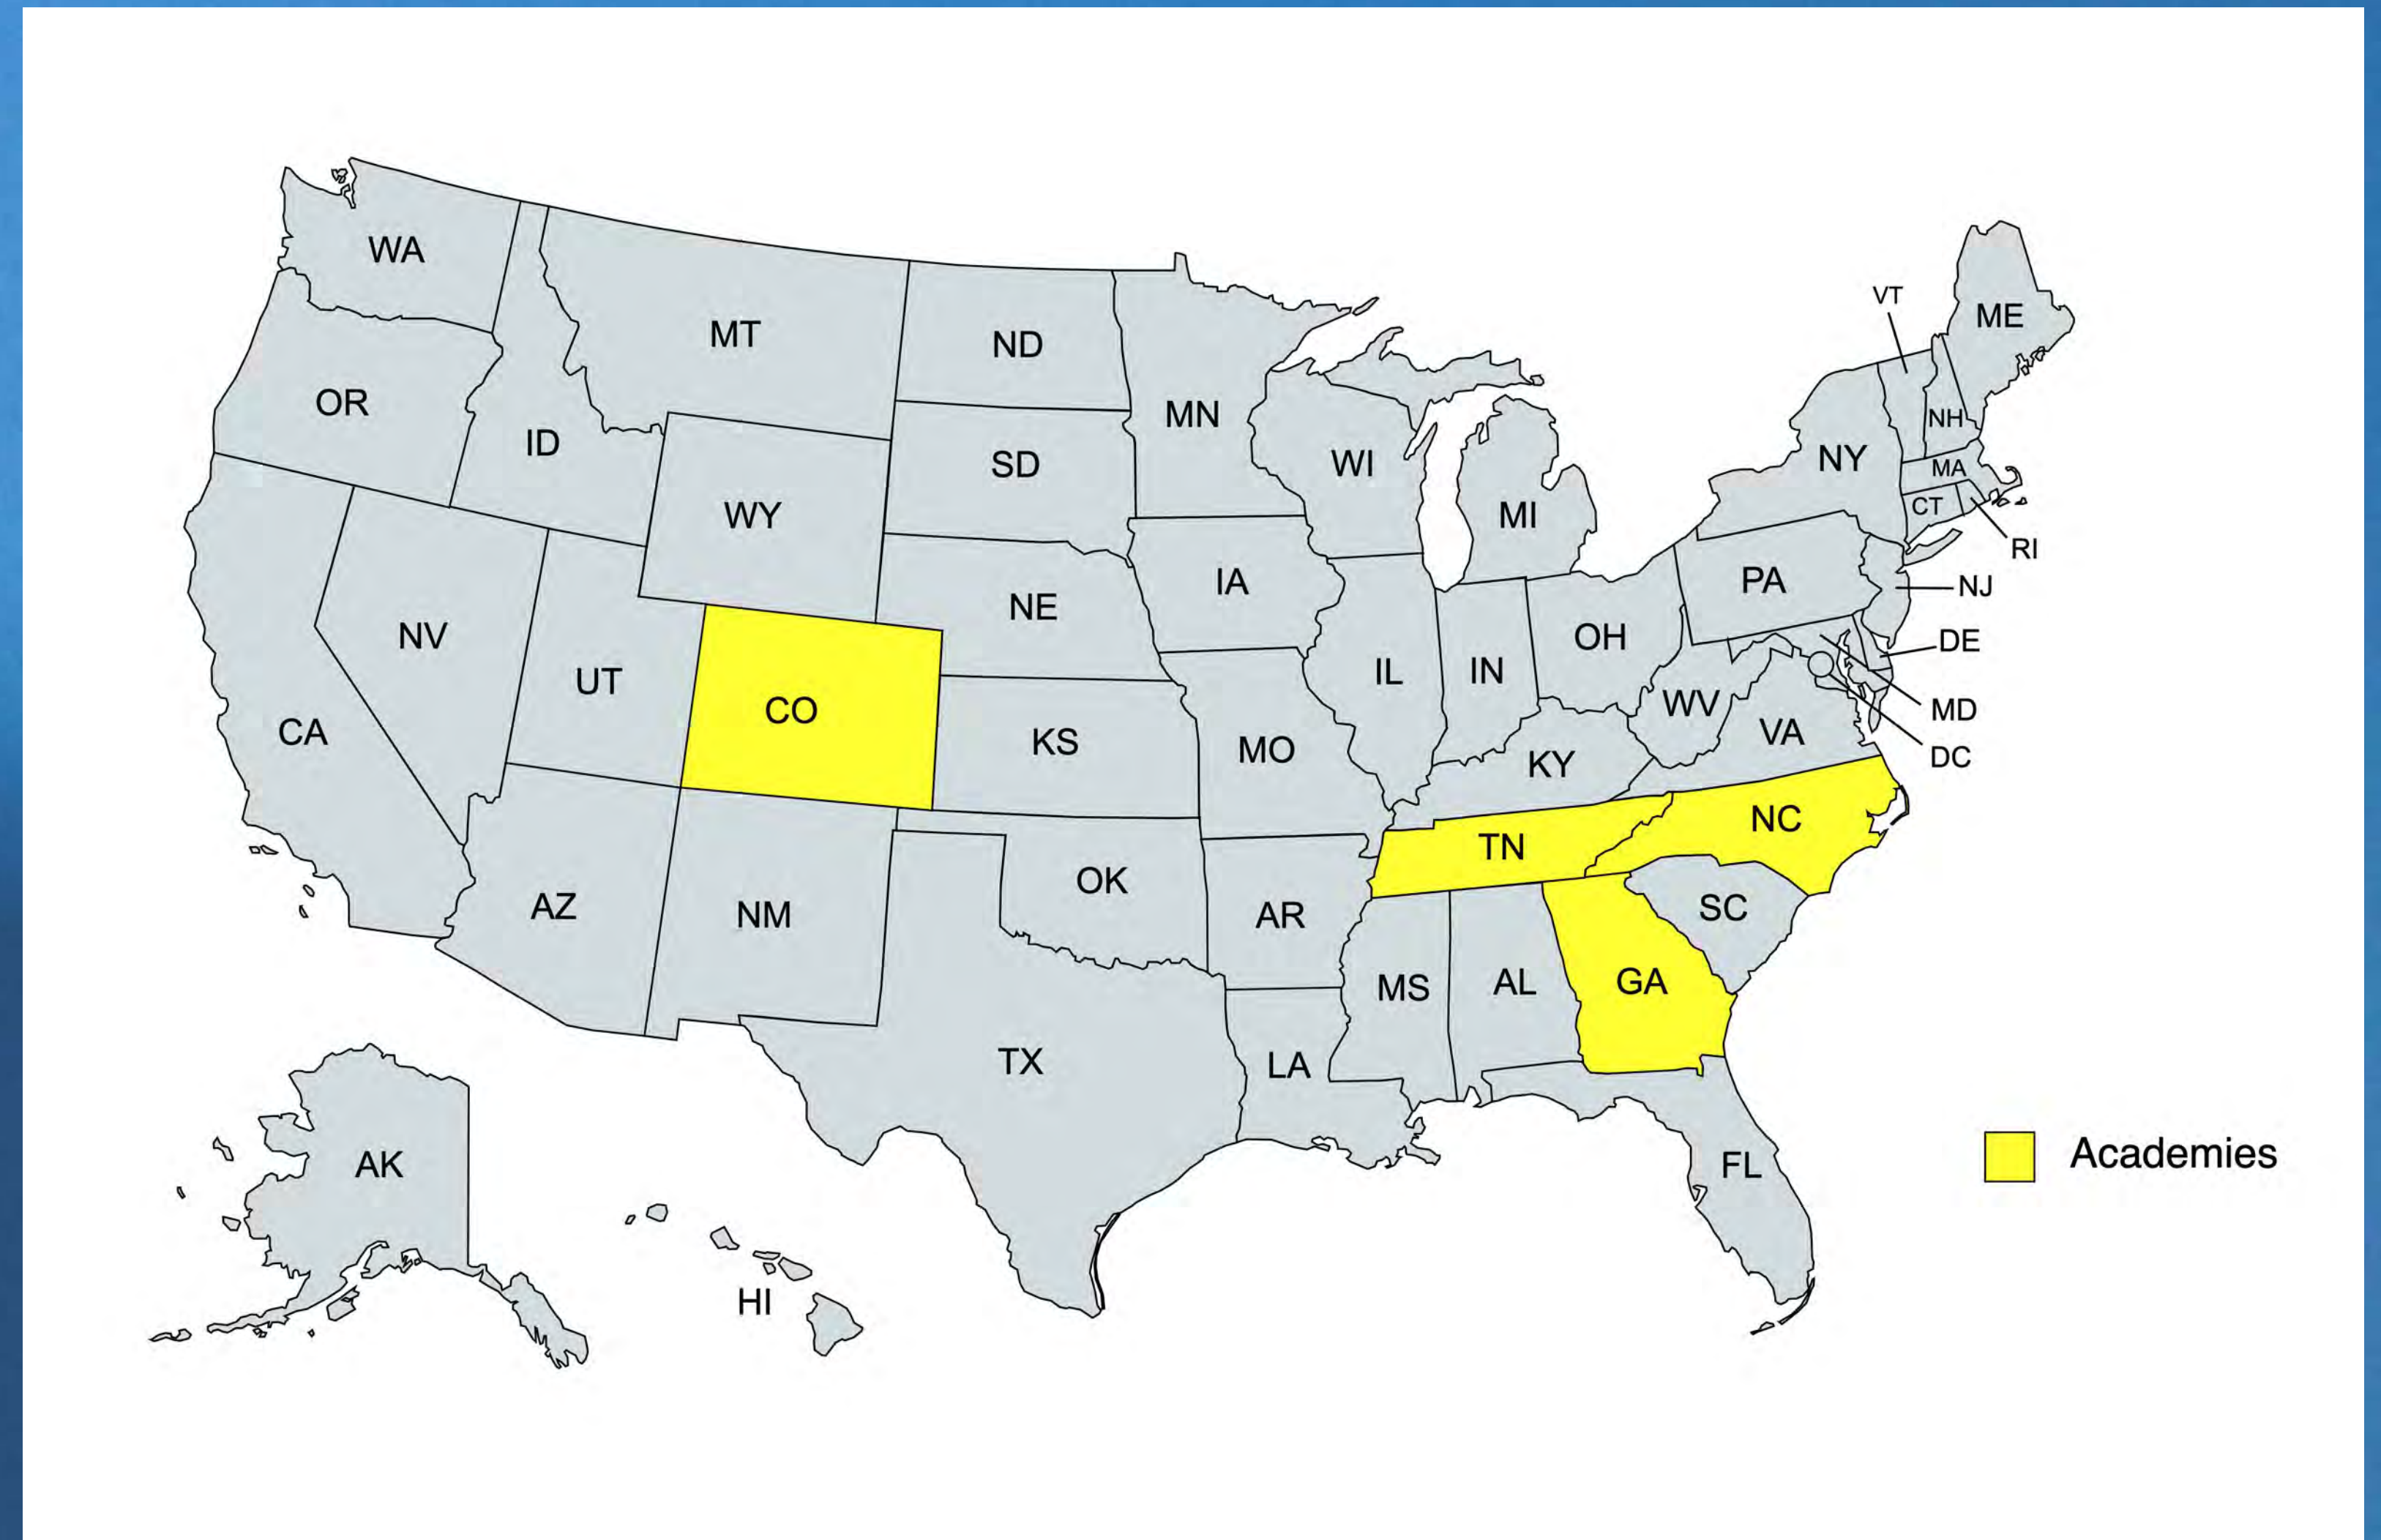 WA
MT
ND
MN
VT
ME
OR
ID
SD
WI
NH
NY
MA
CT
WY
MI
RI
IA
PA
NJ
NE
NV
OH
DE
UT
CO
IL
IN
WV
MD
CA
KS
MO
KY
VA
DC
TN
NC
AZ
NM
OK
AR
SC
MS
AL
GA
TX
LA
AK
FL
Academies
HI